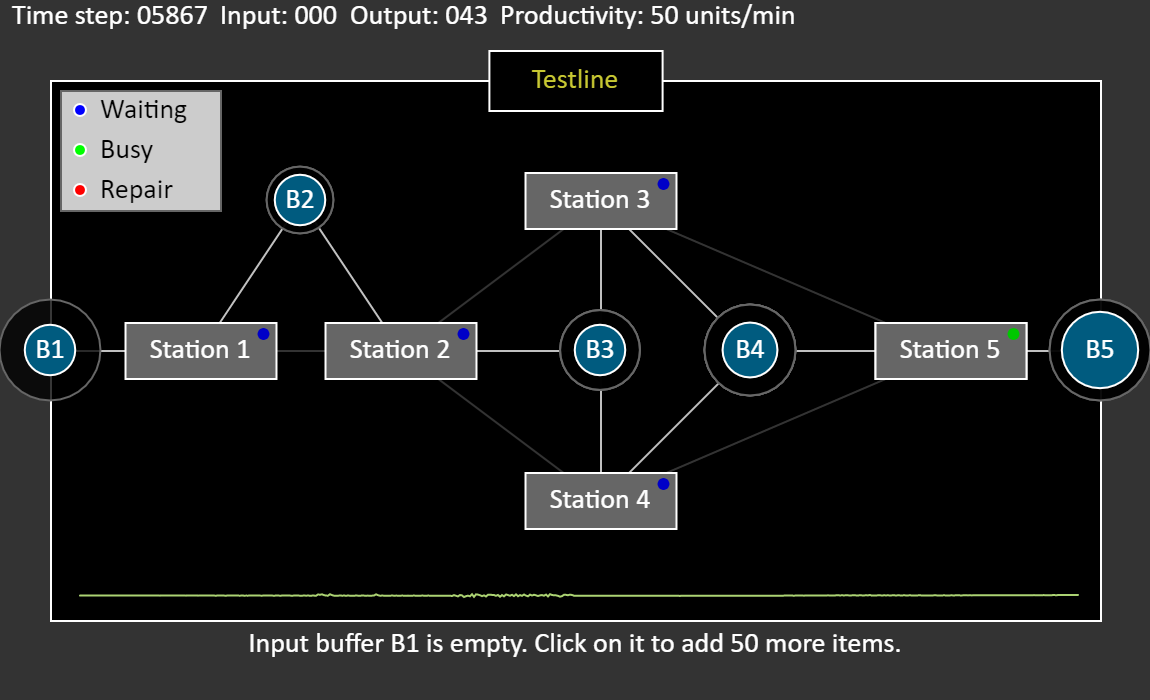 Time step: 05867 Input: 000 Output: 043 Productivity: 50 units/min
Testline
Waiting
Busy
Repair
B2
Station 3
B1
Station 1
Station 2
B3
B4
Station 5
B5
Station 4
Input buffer B1 is empty. Click on it to add 50 more items.